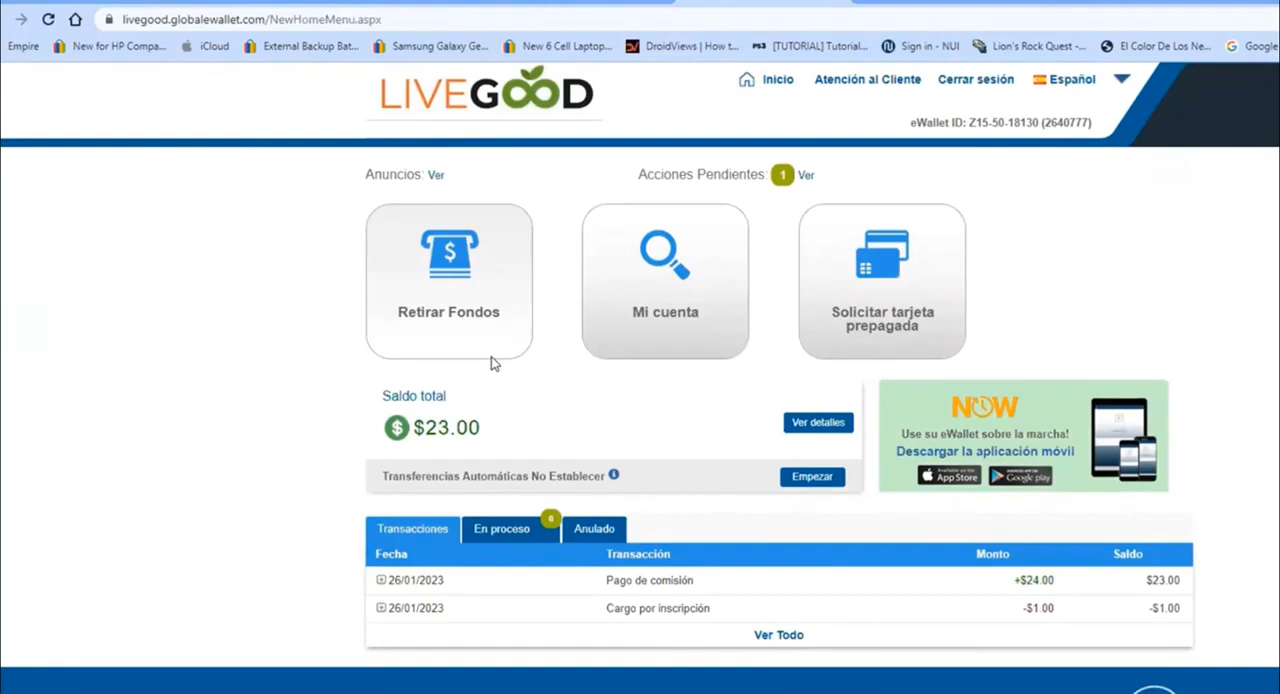 livegood.globalewallet.com/NewHomeMenu.aspx
Empire New for HP Compa... iCloud External Backup Bat... Samsung Galaxy Ge... New 6 Cell Laptop,... DroidViews | How t... PS3 [TUTORIAL] Tutorial... Sign in - NUI Lion's Rock Quest -... El Color De Los Ne... G Google
LIVEGOOD
Inicio Atención al Cliente Cerrar sesión Español
eWallet ID: Z15-50-18130 (2640777)
Anuncios: Ver Acciones Pendientes: 1 Ver
$
Retirar Fondos Mi cuenta Solicitar tarjeta
prepagada
Saldo total
$ $23.00 Ver detalles
Transferencias Automáticas No Establecer Empezar
NOW
Use su eWallet sobre la marcha!
Descargar la aplicación móvil
App Store Google play
Transacciones En proceso 6 Anulado
Fecha Transacción Monto Saldo
26/01/2023 Pago de comisión +$24.00 $23.00
26/01/2023 Cargo por inscripción -$1.00 -$1.00
Ver Todo